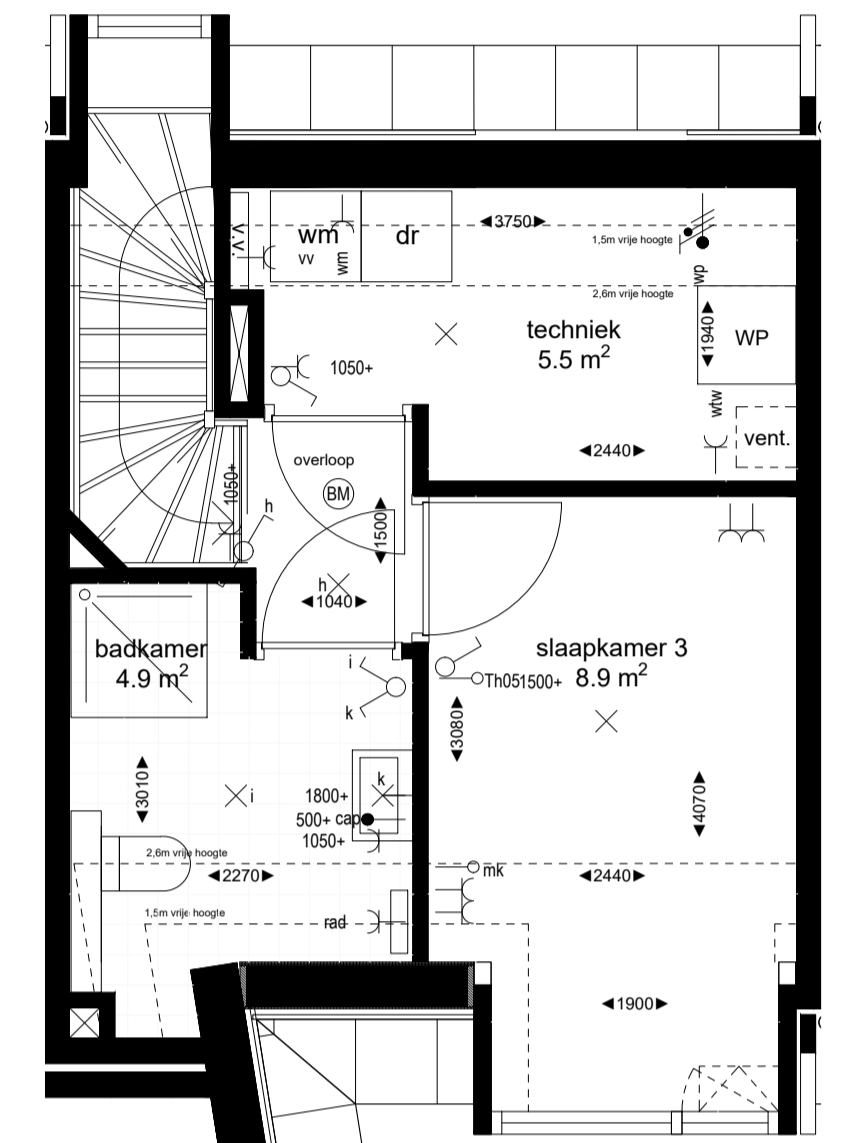 v.v.
wm
vv
wm
dr
3750
1,5m vrije hoogte
wp
2,6m vrije hoogte
techniek
5.5 m²
1940
WP
1050+
wtw
vent.
2440
overloop
BM
1050+
h
1500
h
1040
badkamer
4.9 m²
i
k
slaapkamer 3
8.9 m²
Th051500+
3080
3010
i
k
1800+
500+ cap
1050+
4070
2,6m vrije hoogte
2270
mk
2440
1,5m vrije hoogte
rad
1900